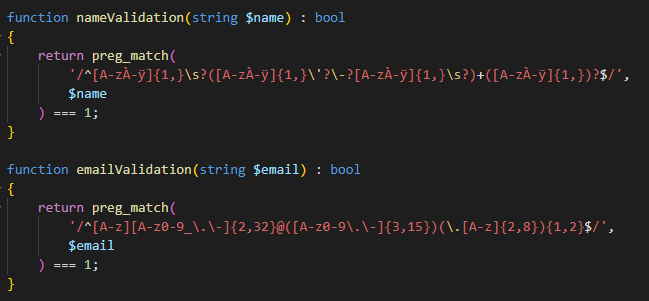 function nameValidation(string $name) : bool
{
    return preg_match(
        '/^[A-zÀ-ÿ]{1,}\s?([A-zÀ-ÿ]{1,}\'?\-?[A-zÀ-ÿ]{1,}\s?)+([A-zÀ-ÿ]{1,})?$/',
        $name
    ) === 1;
}
function emailValidation(string $email) : bool
{
    return preg_match(
        '/^[A-z][A-z0-9_\.\-]{2,32}@([A-z0-9\.\-]{3,15})(\.[A-z]{2,8}){1,2}$/',
        $email
    ) === 1;
}